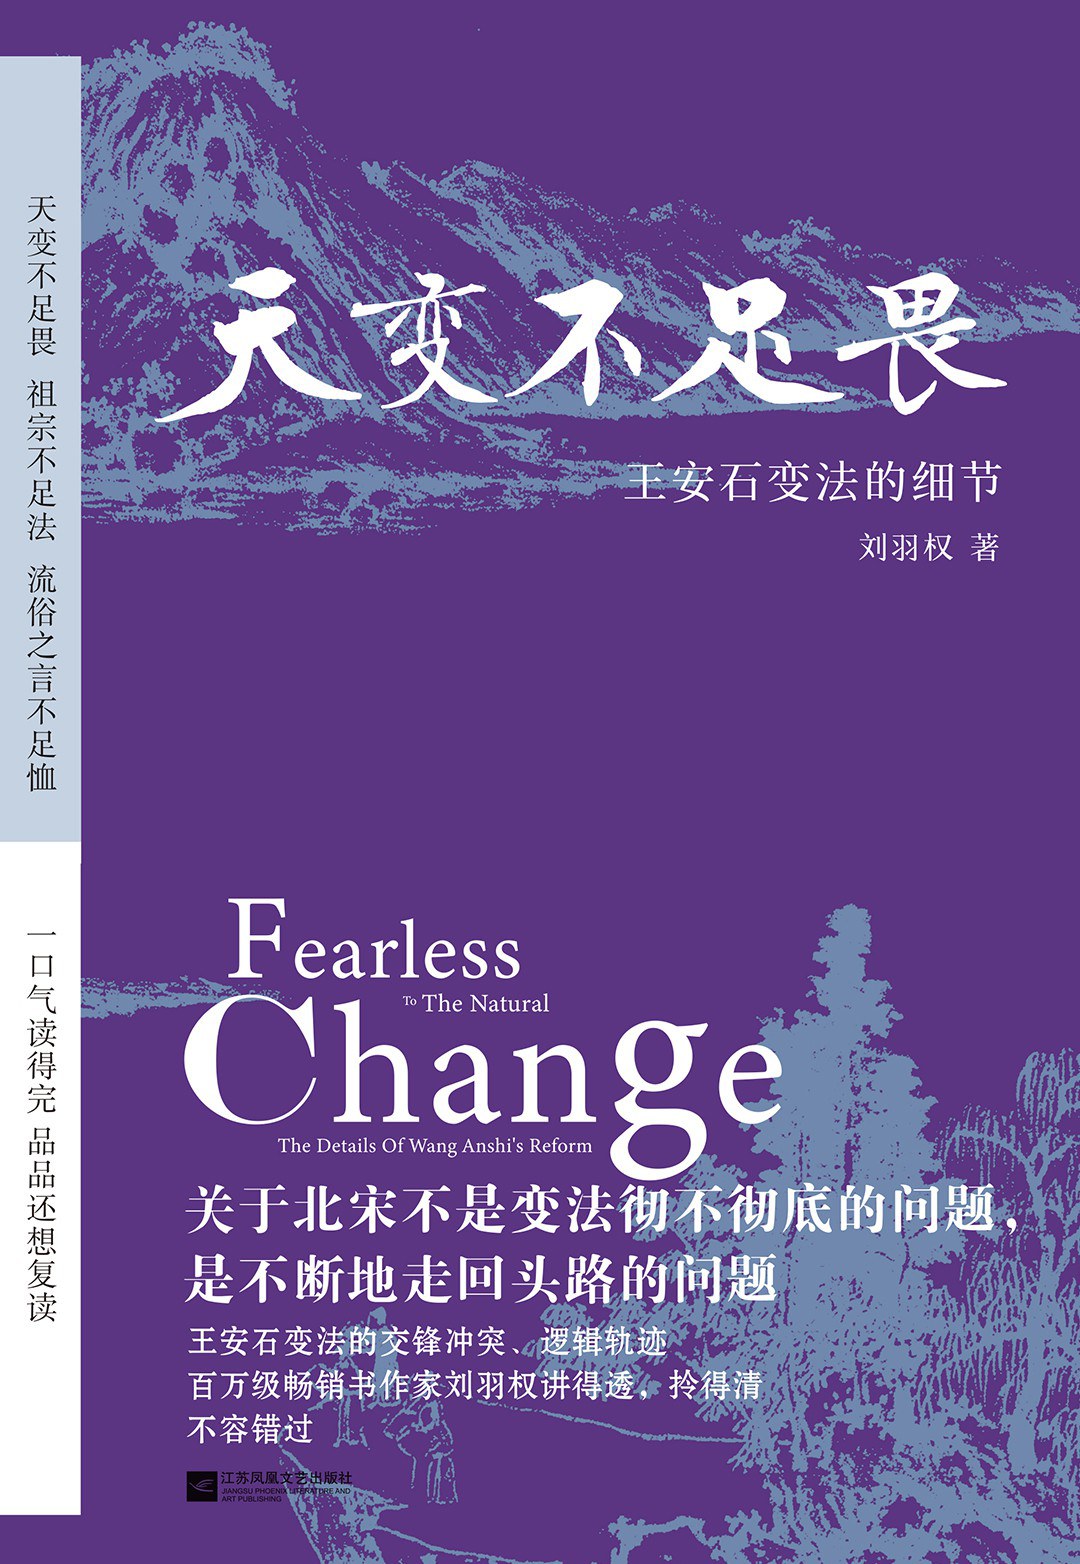 天变不足畏
王安石变法的细节
刘羽权 著
天变不足畏 祖宗不足法 流俗之言不足恤
一口气读得完 品品还想复读
Fearless
To The Natural
Change
The Details Of Wang Anshi's Reform
关于北宋不是变法彻不彻底的问题，
是不断地走回头路的问题
王安石变法的交锋冲突、逻辑轨迹
百万级畅销书作家刘羽权讲得透，拎得清
不容错过
江苏凤凰文艺出版社
JIANGSU PHOENIX LITERATURE AND
ART PUBLISHING